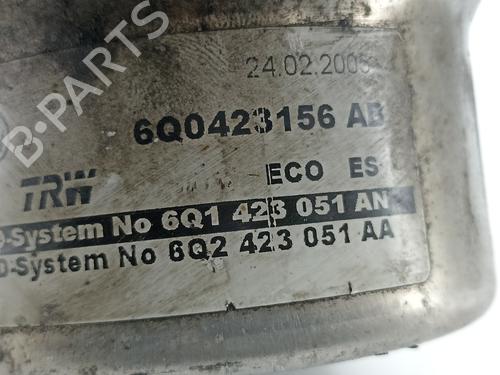 B-PARTS
24.02.200
6Q0423156 AB
TRW
ECO ES
-System No 6Q1 423 051 AN
-System No 6Q2 423 051 AA